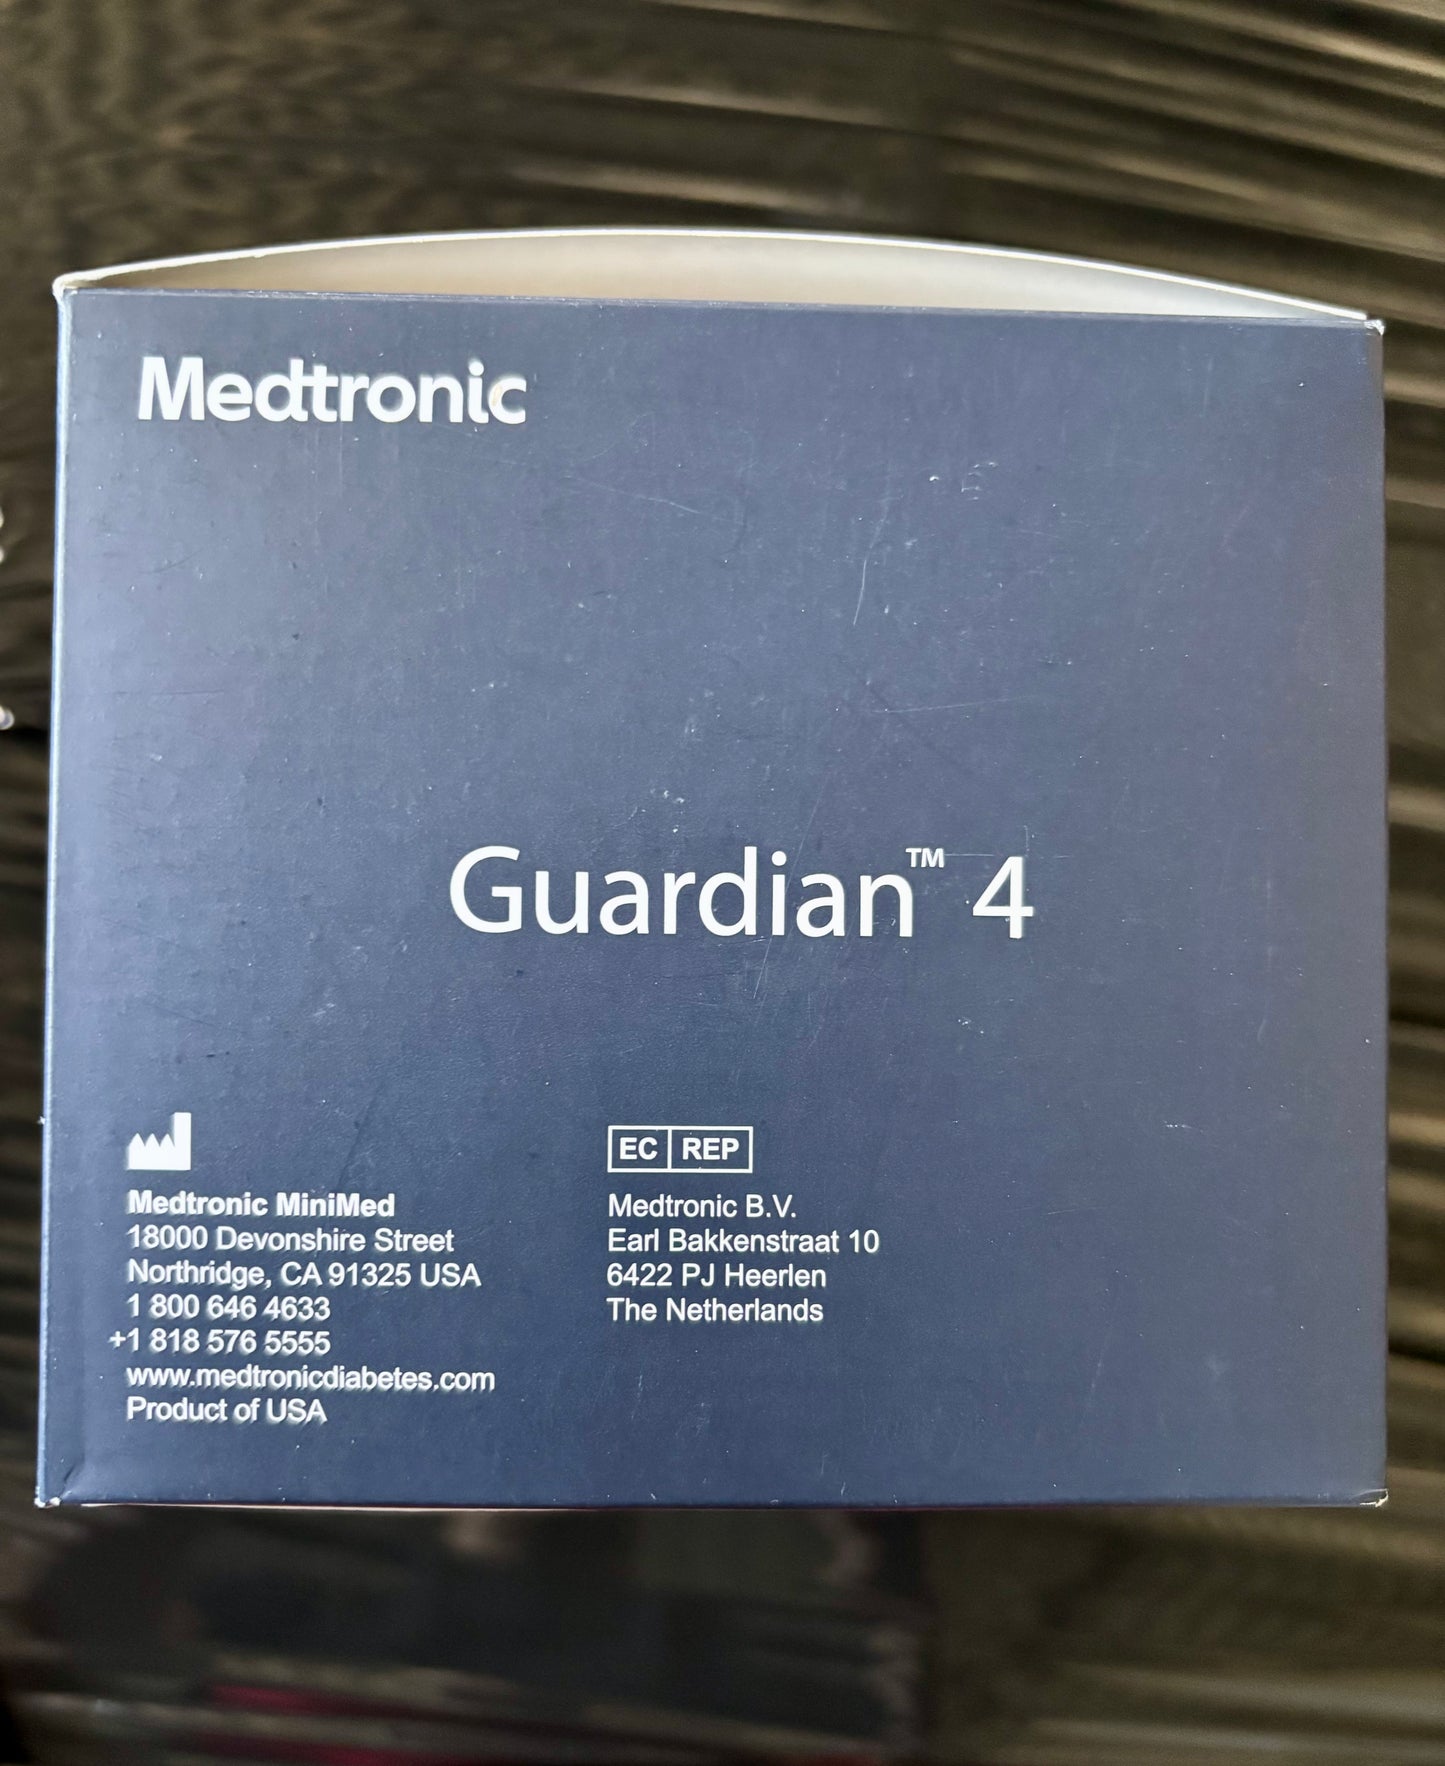 Medtronic
Guardian™ 4
Medtronic MiniMed
18000 Devonshire Street
Northridge, CA 91325 USA
1 800 646 4633
+1 818 576 5555
www.medtronicdiabetes.com
Product of USA
EC REP
Medtronic B.V.
Earl Bakkenstraat 10
6422 PJ Heerlen
The Netherlands